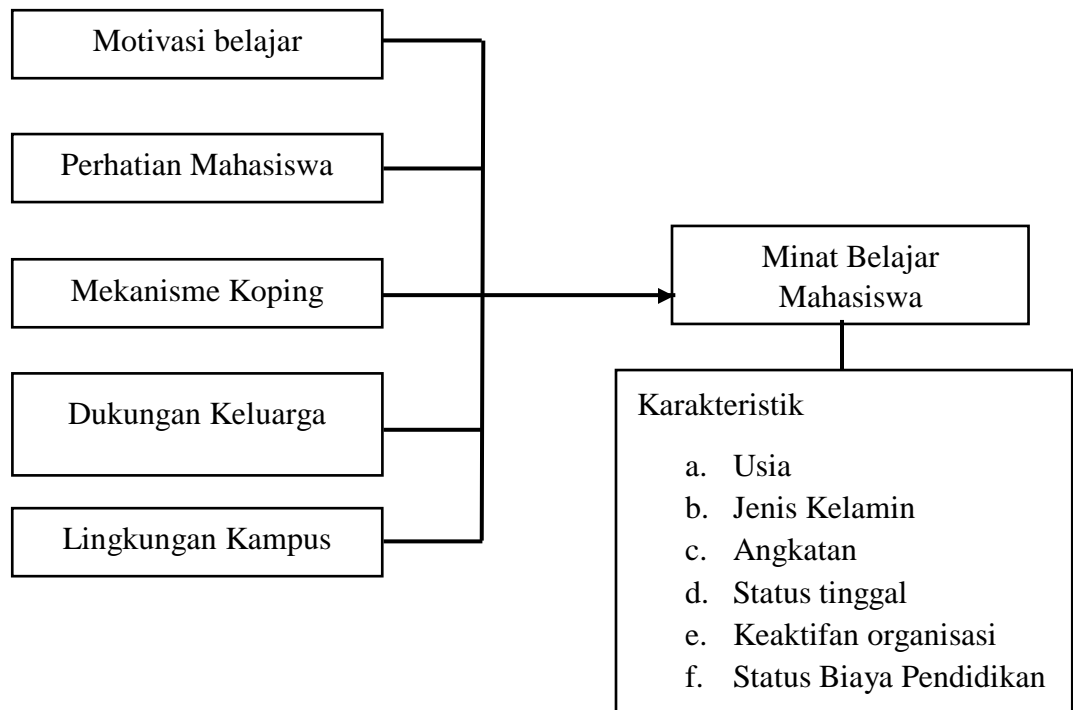 Motivasi belajar
Perhatian Mahasiswa
Mekanisme Koping
Dukungan Keluarga
Lingkungan Kampus
Minat Belajar
Mahasiswa
Karakteristik
a. Usia
b. Jenis Kelamin
c. Angkatan
d. Status tinggal
e. Keaktifan organisasi
f. Status Biaya Pendidikan